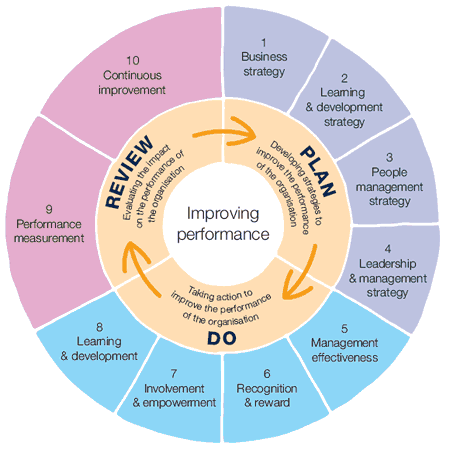 1
Business
strategy
2
Learning
& development
strategy
3
People
management
strategy
4
Leadership
& management
strategy
5
Management
effectiveness
6
Recognition
& reward
7
Involvement
& empowerment
8
Learning
& development
9
Performance
measurement
10
Continuous
improvement
PLAN
Developing strategies to
improve the performance
of the organisation
DO
Taking action to
improve the performance
of the organisation
REVIEW
Evaluating the impact
on the performance of
the organisation
Improving
performance